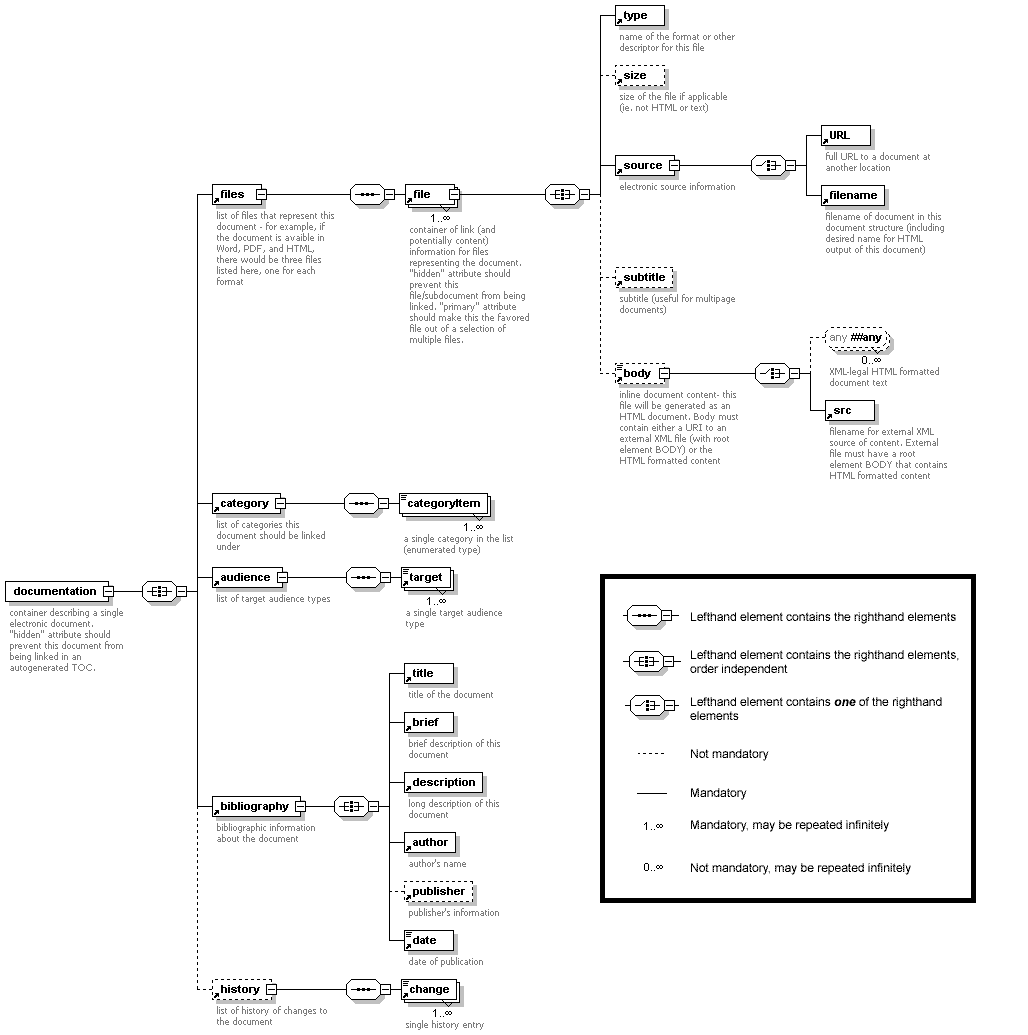 type
name of the format or other
descriptor for this file
size
size of the file if applicable
(ie. not HTML or text)
source
electronic source information
URL
full URL to a document at
another location
filename
filename of document in this
document structure (including
desired name for HTML
output of this document)
files
list of files that represent this
document - for example, if
the document is avaible in
Word, PDF, and HTML,
there would be three files
listed here, one for each
format
file
1..∞
container of link (and
potentially content)
information for files
representing the document.
"hidden" attribute should
prevent this
file/subdocument from being
linked. "primary" attribute
should make this the favored
file out of a selection of
multiple files.
subtitle
subtitle (useful for multipage
documents)
body
inline document content- this
file will be generated as an
HTML document. Body must
contain either a URI to an
external XML file (with root
element BODY) or the
HTML formatted content
any ##any
0..∞
XML-legal HTML formatted
document text
src
filename for external XML
source of content. External
file must have a root
element BODY that contains
HTML formatted content
category
list of categories this
document should be linked
under
categoryItem
1..∞
a single category in the list
(enumerated type)
documentation
container describing a single
electronic document.
"hidden" attribute should
prevent this document from
being linked in an
autogenerated TOC.
audience
list of target audience types
target
1..∞
a single target audience
type
bibliography
bibliographic information
about the document
title
title of the document
brief
brief description of this
document
description
long description of this
document
author
author's name
publisher
publisher's information
date
date of publication
history
list of history of changes to
the document
change
1..∞
single history entry
Lefthand element contains the righthand elements
Lefthand element contains the righthand elements,
order independent
Lefthand element contains one of the righthand
elements
Not mandatory
Mandatory
1..∞ Mandatory, may be repeated infinitely
0..∞ Not mandatory, may be repeated infinitely